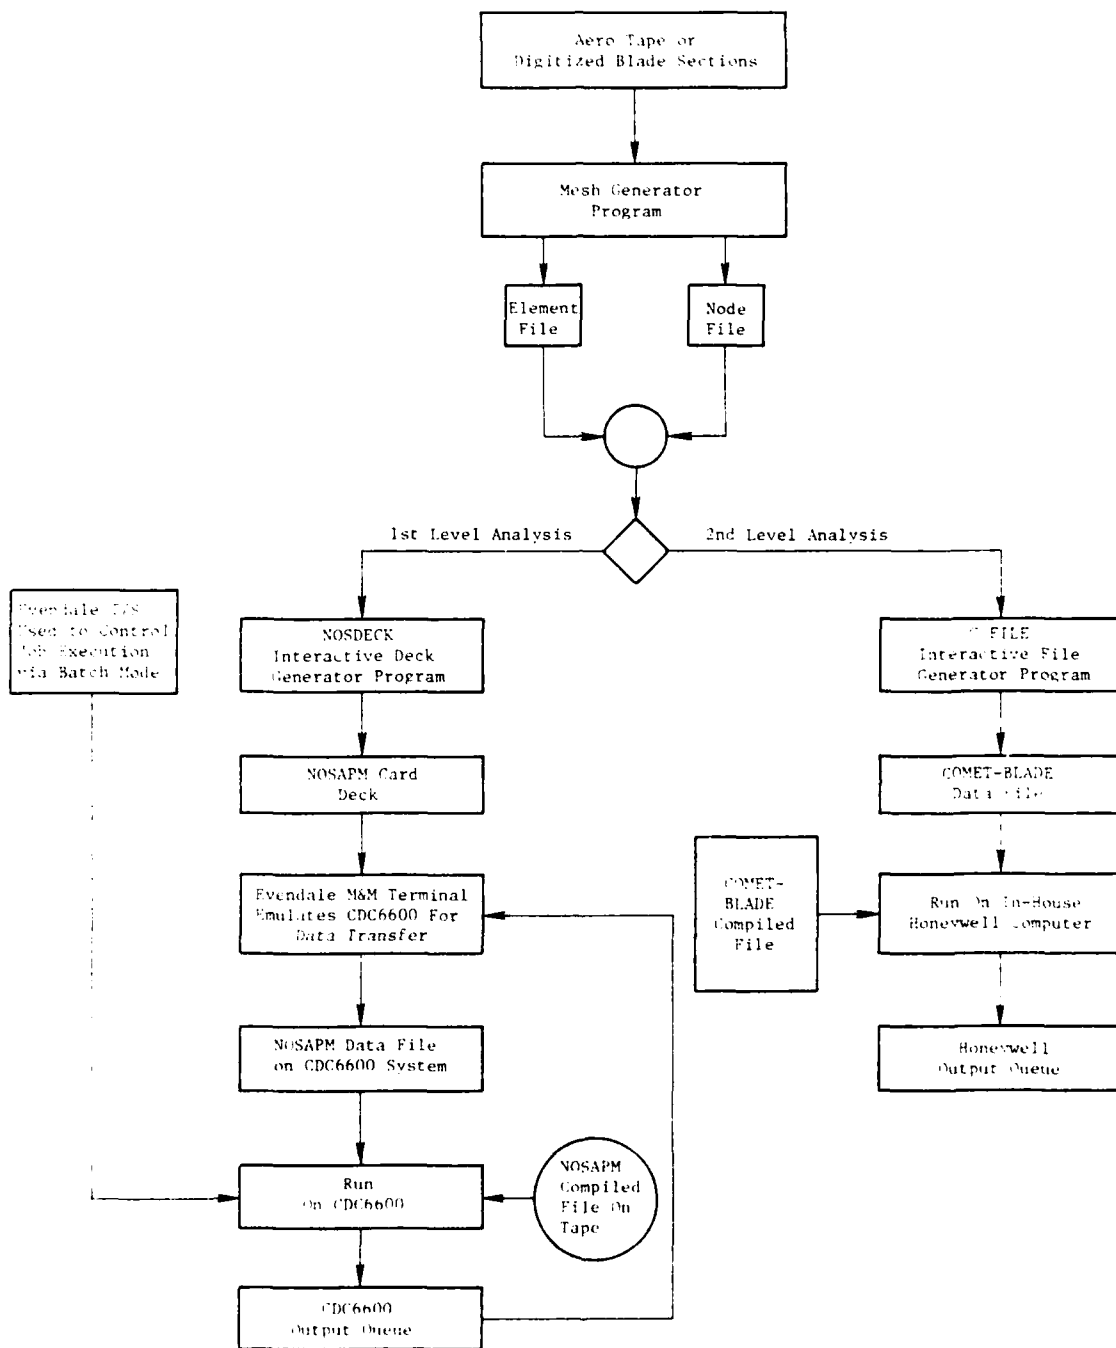 Aero Tape or
Digitized Blade Sections
Mesh Generator
Program
Element
File
Node
File
1st Level Analysis
2nd Level Analysis
Evendale
Used to Control
Job Execution
via Batch Mode
NOSDECK
Interactive Deck
Generator Program
FILE
Interactive File
Generator Program
NOSAPM Card
Deck
COMET-BLADE
Data File
Evendale M&M Terminal
Emulates CDC6600 For
Data Transfer
COMET-
BLADE
Compiled
File
Run On In-House
Honeywell Computer
NOSAPM Data File
on CDC6600 System
Honeywell
Output Queue
Run
On CDC6600
NOSAPM
Compiled
File On
Tape
CDC6600
Output Queue